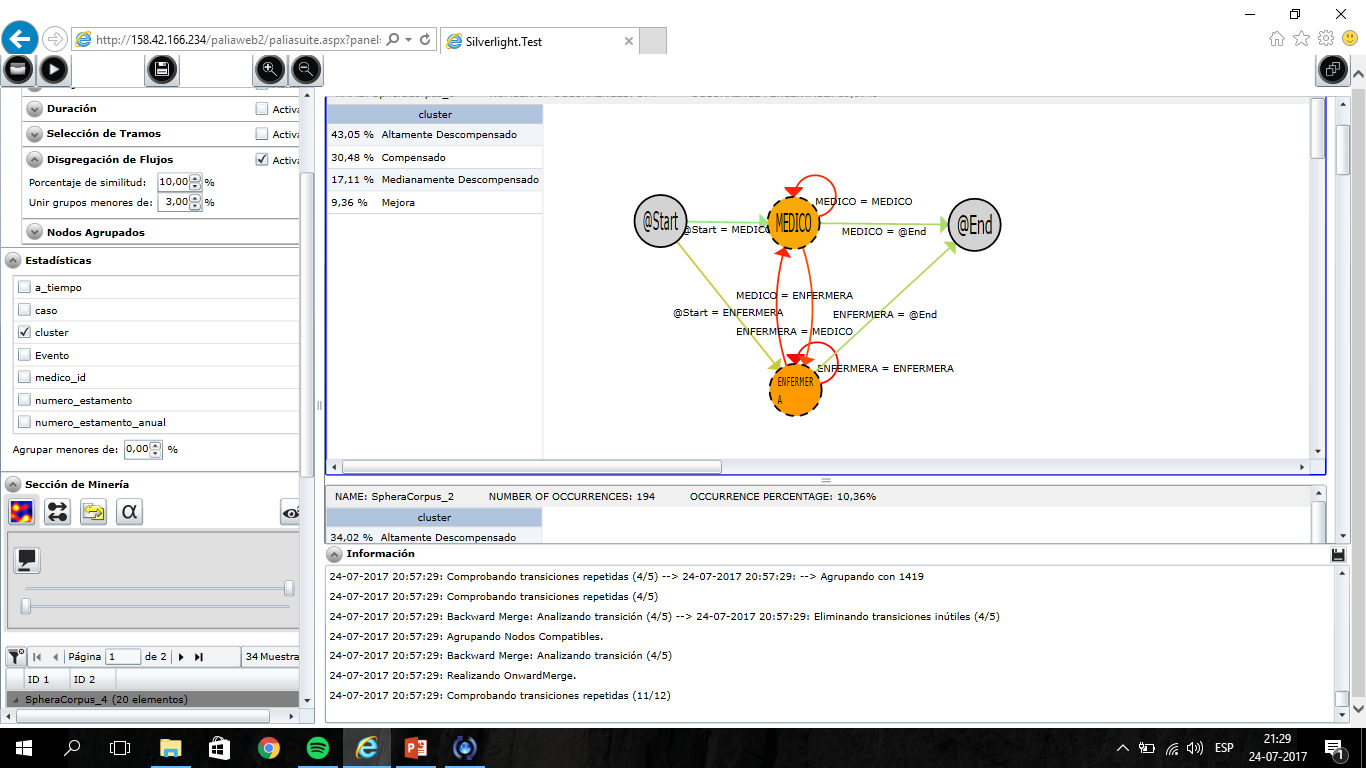 http://158.42.166.234/paliaweb2/paliasuite.aspx?panel:
Silverlight.Test
Duración
Activa
Selección de Tramos
Activa
Disgregación de Flujos
Activa
Porcentaje de similitud: 10,00 %
Unir grupos menores de: 3,00 %
Nodos Agrupados
Estadísticas
a_tiempo
caso
cluster
Evento
medico_id
numero_estamento
numero_estamento_anual
Agrupar menores de: 0,00 %
Sección de Minería
α
Página 1 de 2
34 Muestra
ID 1 ID 2
SpheraCorpus_4 (20 elementos)
cluster
43,05 % Altamente Descompensado
30,48 % Compensado
17,11 % Medianamente Descompensado
9,36 % Mejora
@Start
MEDICO
@End
MEDICO = MEDICO
@Start = MEDICO
MEDICO = @End
MEDICO = ENFERMERA
@Start = ENFERMERA
ENFERMERA = @End
ENFERMERA = MEDICO
ENFERMERA = ENFERMERA
ENFERMER
A
NAME: SpheraCorpus_2 NUMBER OF OCCURRENCES: 194 OCCURRENCE PERCENTAGE: 10,36%
cluster
34,02 % Altamente Descompensado
Información
24-07-2017 20:57:29: Comprobando transiciones repetidas (4/5) --> 24-07-2017 20:57:29: --> Agrupando con 1419
24-07-2017 20:57:29: Comprobando transiciones repetidas (4/5)
24-07-2017 20:57:29: Backward Merge: Analizando transición (4/5) --> 24-07-2017 20:57:29: Eliminando transiciones inútiles (4/5)
24-07-2017 20:57:29: Agrupando Nodos Compatibles.
24-07-2017 20:57:29: Backward Merge: Analizando transición (4/5)
24-07-2017 20:57:29: Realizando OnwardMerge.
24-07-2017 20:57:29: Comprobando transiciones repetidas (11/12)
ESP
21:29
24-07-2017
1